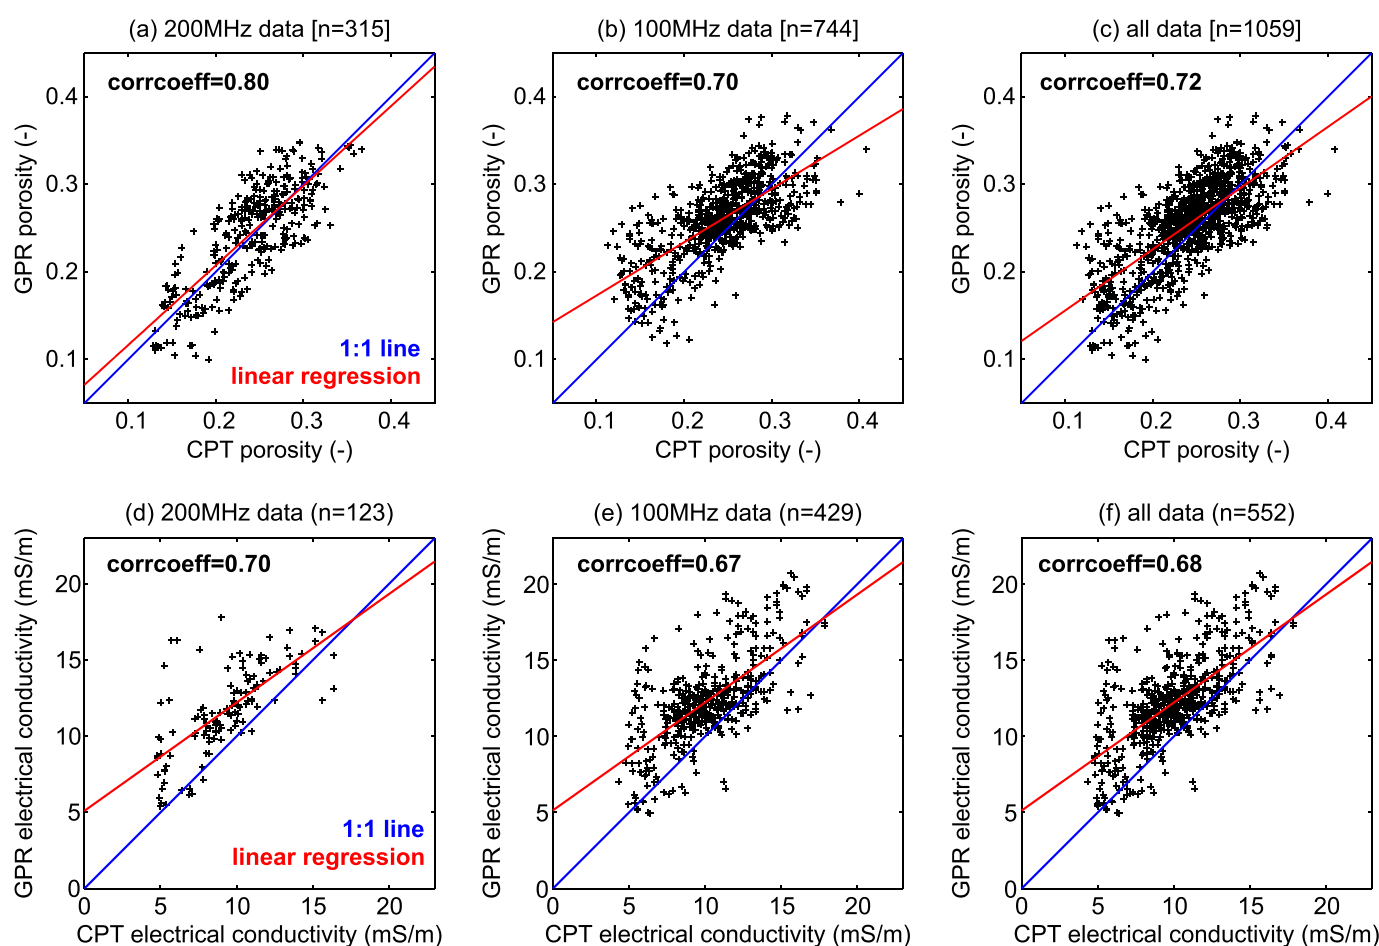 (a) 200MHz data [n=315]
corrcoeff=0.80
GPR porosity (-)
0.4
0.3
0.2
0.1
1:1 line
linear regression
0.1 0.2 0.3 0.4
CPT porosity (-)
(b) 100MHz data [n=744]
corrcoeff=0.70
GPR porosity (-)
0.4
0.3
0.2
0.1
0.1 0.2 0.3 0.4
CPT porosity (-)
(c) all data [n=1059]
corrcoeff=0.72
GPR porosity (-)
0.4
0.3
0.2
0.1
0.1 0.2 0.3 0.4
CPT porosity (-)
(d) 200MHz data (n=123)
corrcoeff=0.70
GPR electrical conductivity (mS/m)
20
15
10
5
0
1:1 line
linear regression
0 5 10 15 20
CPT electrical conductivity (mS/m)
(e) 100MHz data (n=429)
corrcoeff=0.67
GPR electrical conductivity (mS/m)
20
15
10
5
0
0 5 10 15 20
CPT electrical conductivity (mS/m)
(f) all data (n=552)
corrcoeff=0.68
GPR electrical conductivity (mS/m)
20
15
10
5
0
0 5 10 15 20
CPT electrical conductivity (mS/m)